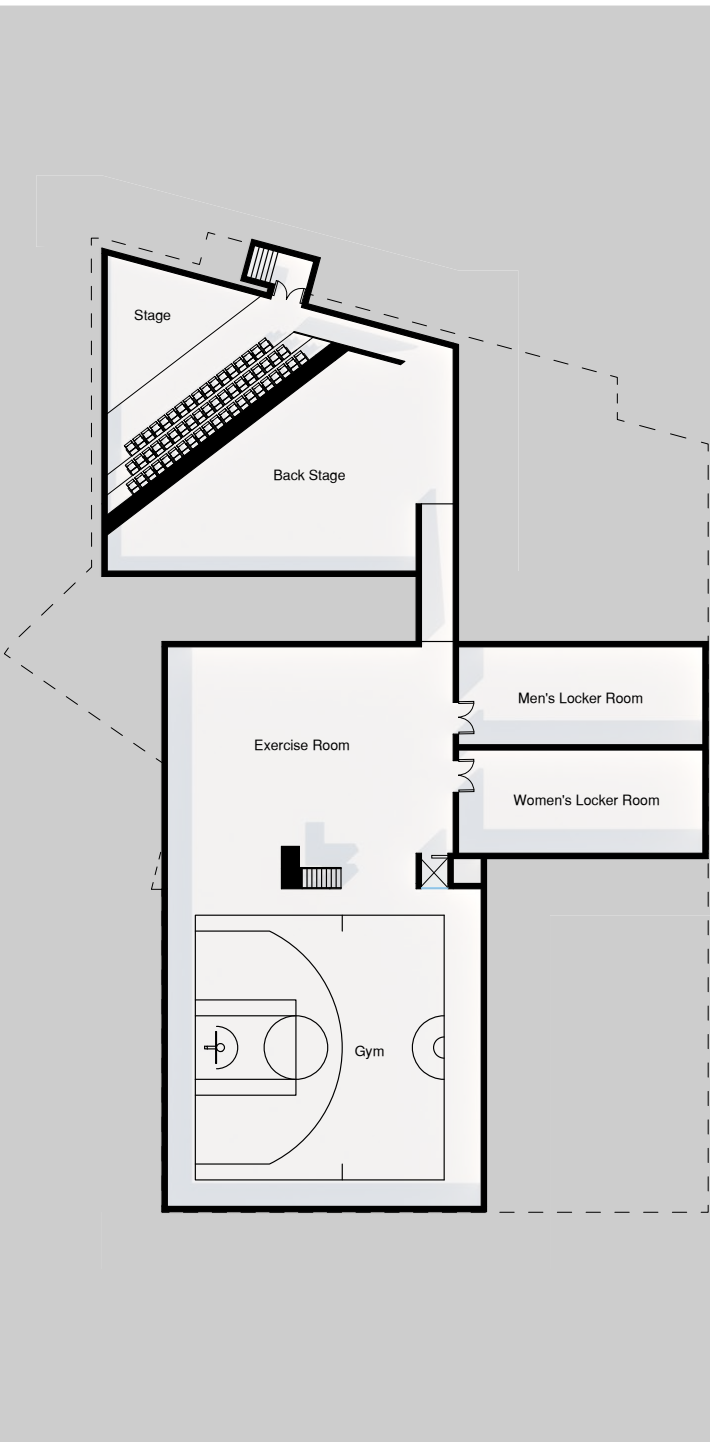 Stage
Back Stage
Men's Locker Room
Exercise Room
Women's Locker Room
Gym